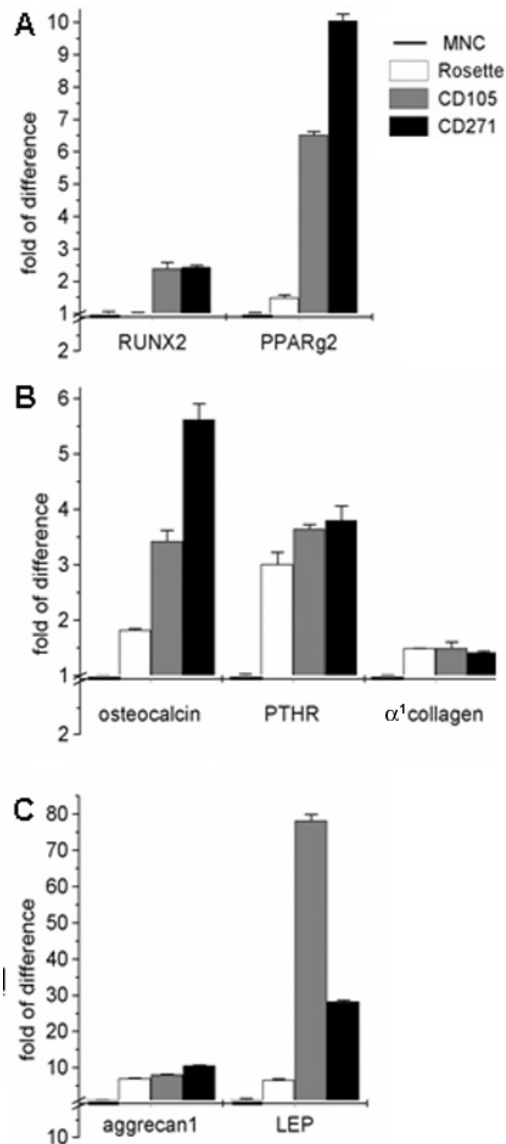 A
fold of difference
10
9
8
7
6
5
4
3
2
1
2
RUNX2 PPARg2
MNC
Rosette
CD105
CD271
B
fold of difference
6
5
4
3
2
1
2
osteocalcin PTHR α¹collagen
C
fold of difference
80
70
60
50
40
30
20
10
10
aggrecan1 LEP